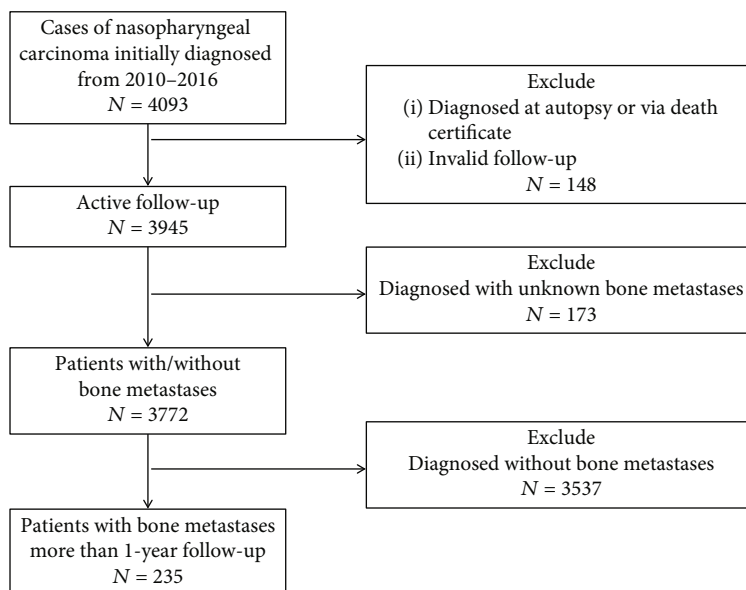 Cases of nasopharyngeal
carcinoma initially diagnosed
from 2010–2016
N = 4093
Exclude
(i) Diagnosed at autopsy or via death
certificate
(ii) Invalid follow-up
N = 148
Active follow-up
N = 3945
Exclude
Diagnosed with unknown bone metastases
N = 173
Patients with/without
bone metastases
N = 3772
Exclude
Diagnosed without bone metastases
N = 3537
Patients with bone metastases
more than 1-year follow-up
N = 235